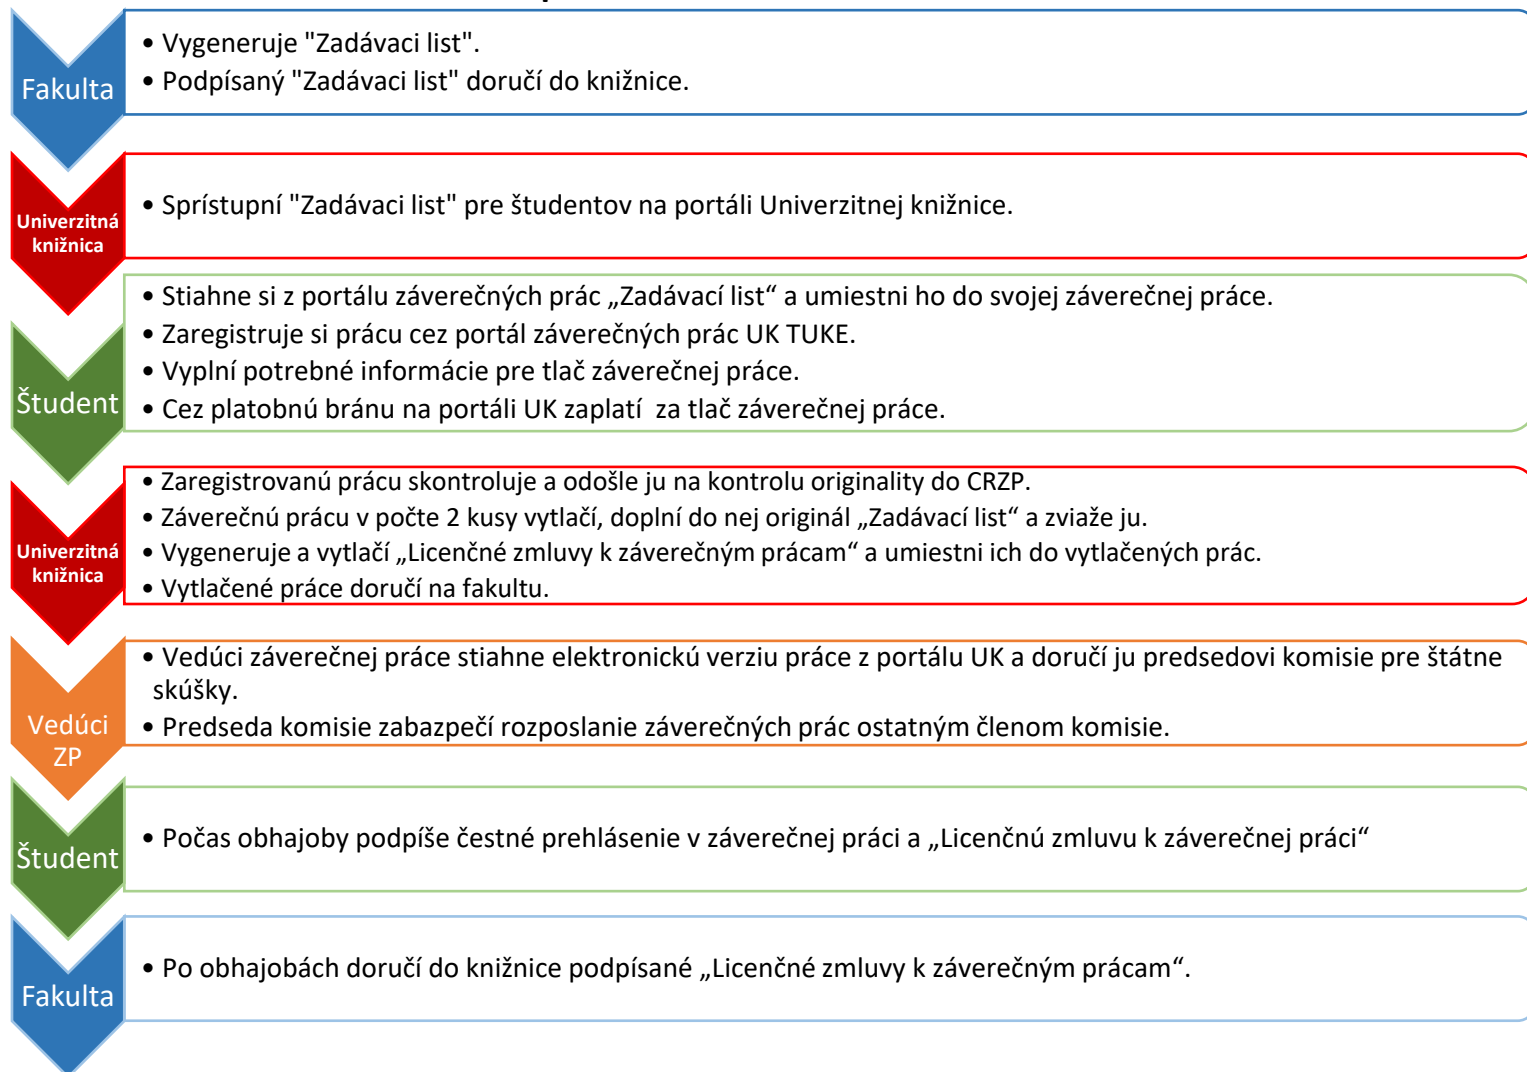 Fakulta
• Vygeneruje "Zadávaci list".
• Podpísaný "Zadávaci list" doručí do knižnice.
Univerzitná
knižnica
• Sprístupní "Zadávaci list" pre študentov na portáli Univerzitnej knižnice.
Študent
• Stiahne si z portálu záverečných prác „Zadávací list“ a umiestni ho do svojej záverečnej práce.
• Zaregistruje si prácu cez portál záverečných prác UK TUKE.
• Vyplní potrebné informácie pre tlač záverečnej práce.
• Cez platobnú bránu na portáli UK zaplatí za tlač záverečnej práce.
Univerzitná
knižnica
• Zaregistrovanú prácu skontroluje a odošle ju na kontrolu originality do CRZP.
• Záverečnú prácu v počte 2 kusy vytlačí, doplní do nej originál „Zadávací list“ a zviaže ju.
• Vygeneruje a vytlačí „Licenčné zmluvy k záverečným prácam“ a umiestni ich do vytlačených prác.
• Vytlačené práce doručí na fakultu.
Vedúci
ZP
• Vedúci záverečnej práce stiahne elektronickú verziu práce z portálu UK a doručí ju predsedovi komisie pre štátne
skúšky.
• Predseda komisie zabazpečí rozposlanie záverečných prác ostatným členom komisie.
Študent
• Počas obhajoby podpíše čestné prehlásenie v záverečnej práci a „Licenčnú zmluvu k záverečnej práci“
Fakulta
• Po obhajobách doručí do knižnice podpísané „Licenčné zmluvy k záverečným prácam“.